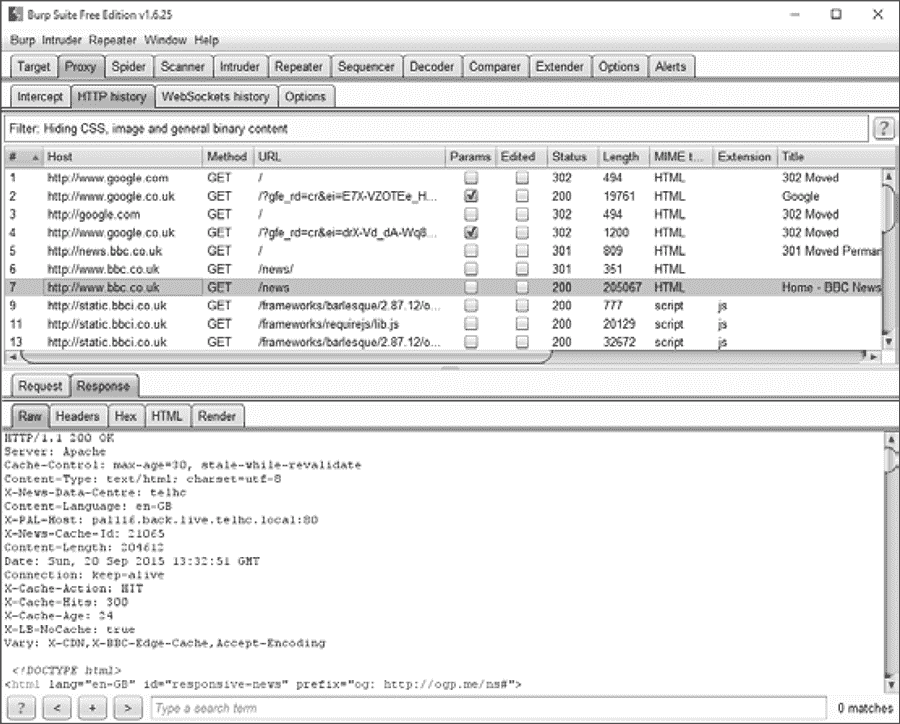 Burp Suite Free Edition v1.6.25
Burp Intruder Repeater Window Help
Target Proxy Spider Scanner Intruder Repeater Sequencer Decoder Comparer Extender Options Alerts
Intercept HTTP history WebSockets history Options
Filter: Hiding CSS, image and general binary content ?
# Host Method URL Params Edited Status Length MIME t... Extension Title
1 http://www.google.com GET / 302 494 HTML 302 Moved
2 http://www.google.co.uk GET /?gfe_rd=cr&ei=E7X-VZOTEe_H... 200 19761 HTML Google
3 http://google.com GET / 302 494 HTML 302 Moved
4 http://www.google.co.uk GET /?gfe_rd=cr&ei=drX-Vd_dA-Wq8... 302 1200 HTML 302 Moved
5 http://news.bbc.co.uk GET / 301 809 HTML 301 Moved Perman
6 http://www.bbc.co.uk GET /news/ 301 351 HTML
7 http://www.bbc.co.uk GET /news 200 205067 HTML Home - BBC News
9 http://static.bbci.co.uk GET /frameworks/barlesque/2.87.12/o... 200 777 script js
11 http://static.bbci.co.uk GET /frameworks/requirejs/lib.js 200 20129 script js
13 http://static.bbci.co.uk GET /frameworks/barlesque/2.87.12/o... 200 32672 script js
Request Response
Raw Headers Hex HTML Render
HTTP/1.1 200 OK
Server: Apache
Cache-Control: max-age=30, stale-while-revalidate
Content-Type: text/html; charset=utf-8
X-News-Data-Centre: telhc
Content-Language: en-GB
X-PAL-Host: pal116.back.live.telhc.local:80
X-News-Cache-Id: 21065
Content-Length: 204612
Date: Sun, 20 Sep 2015 13:32:51 GMT
Connection: keep-alive
X-Cache-Action: HIT
X-Cache-Hits: 300
X-Cache-Age: 24
X-LB-NoCache: true
Vary: X-CDN,X-BBC-Edge-Cache,Accept-Encoding
<!DOCTYPE html>
<html lang="en-GB" id="responsive-news" prefix="og: http://ogp.me/ns#">
? < + > Type a search term 0 matches